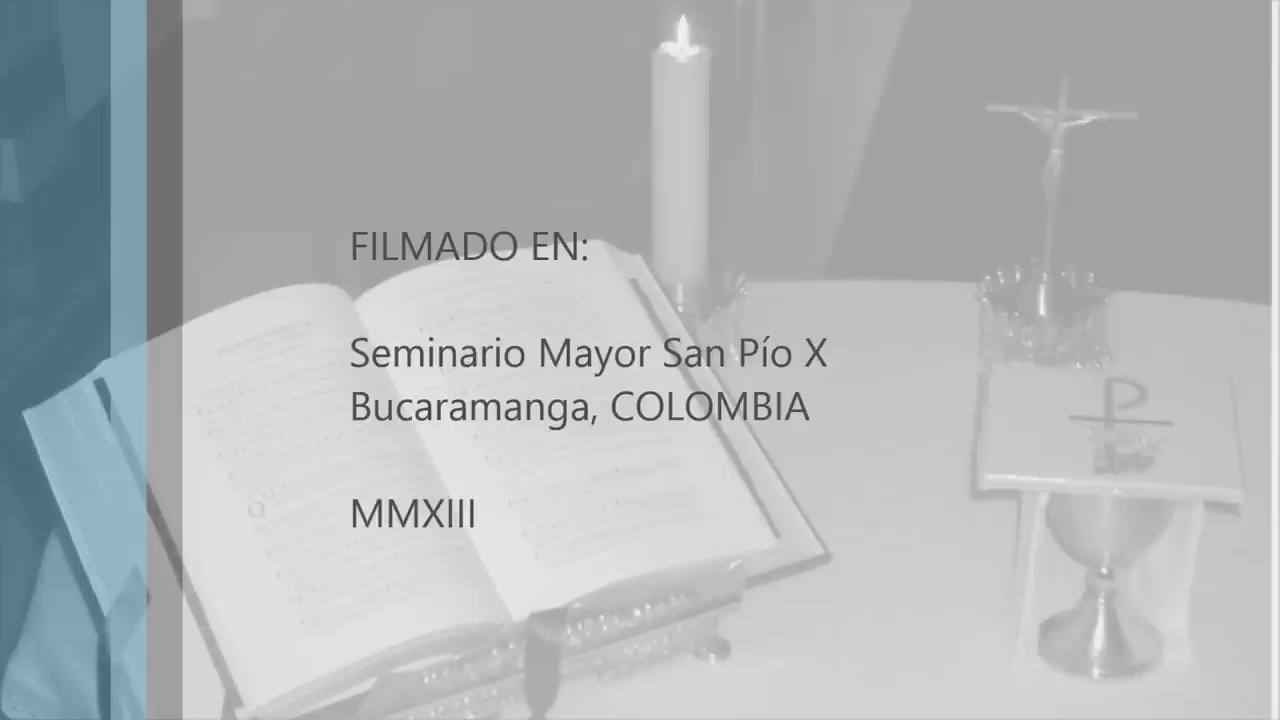 FILMADO EN:
Seminario Mayor San Pío X
Bucaramanga, COLOMBIA
MMXIII